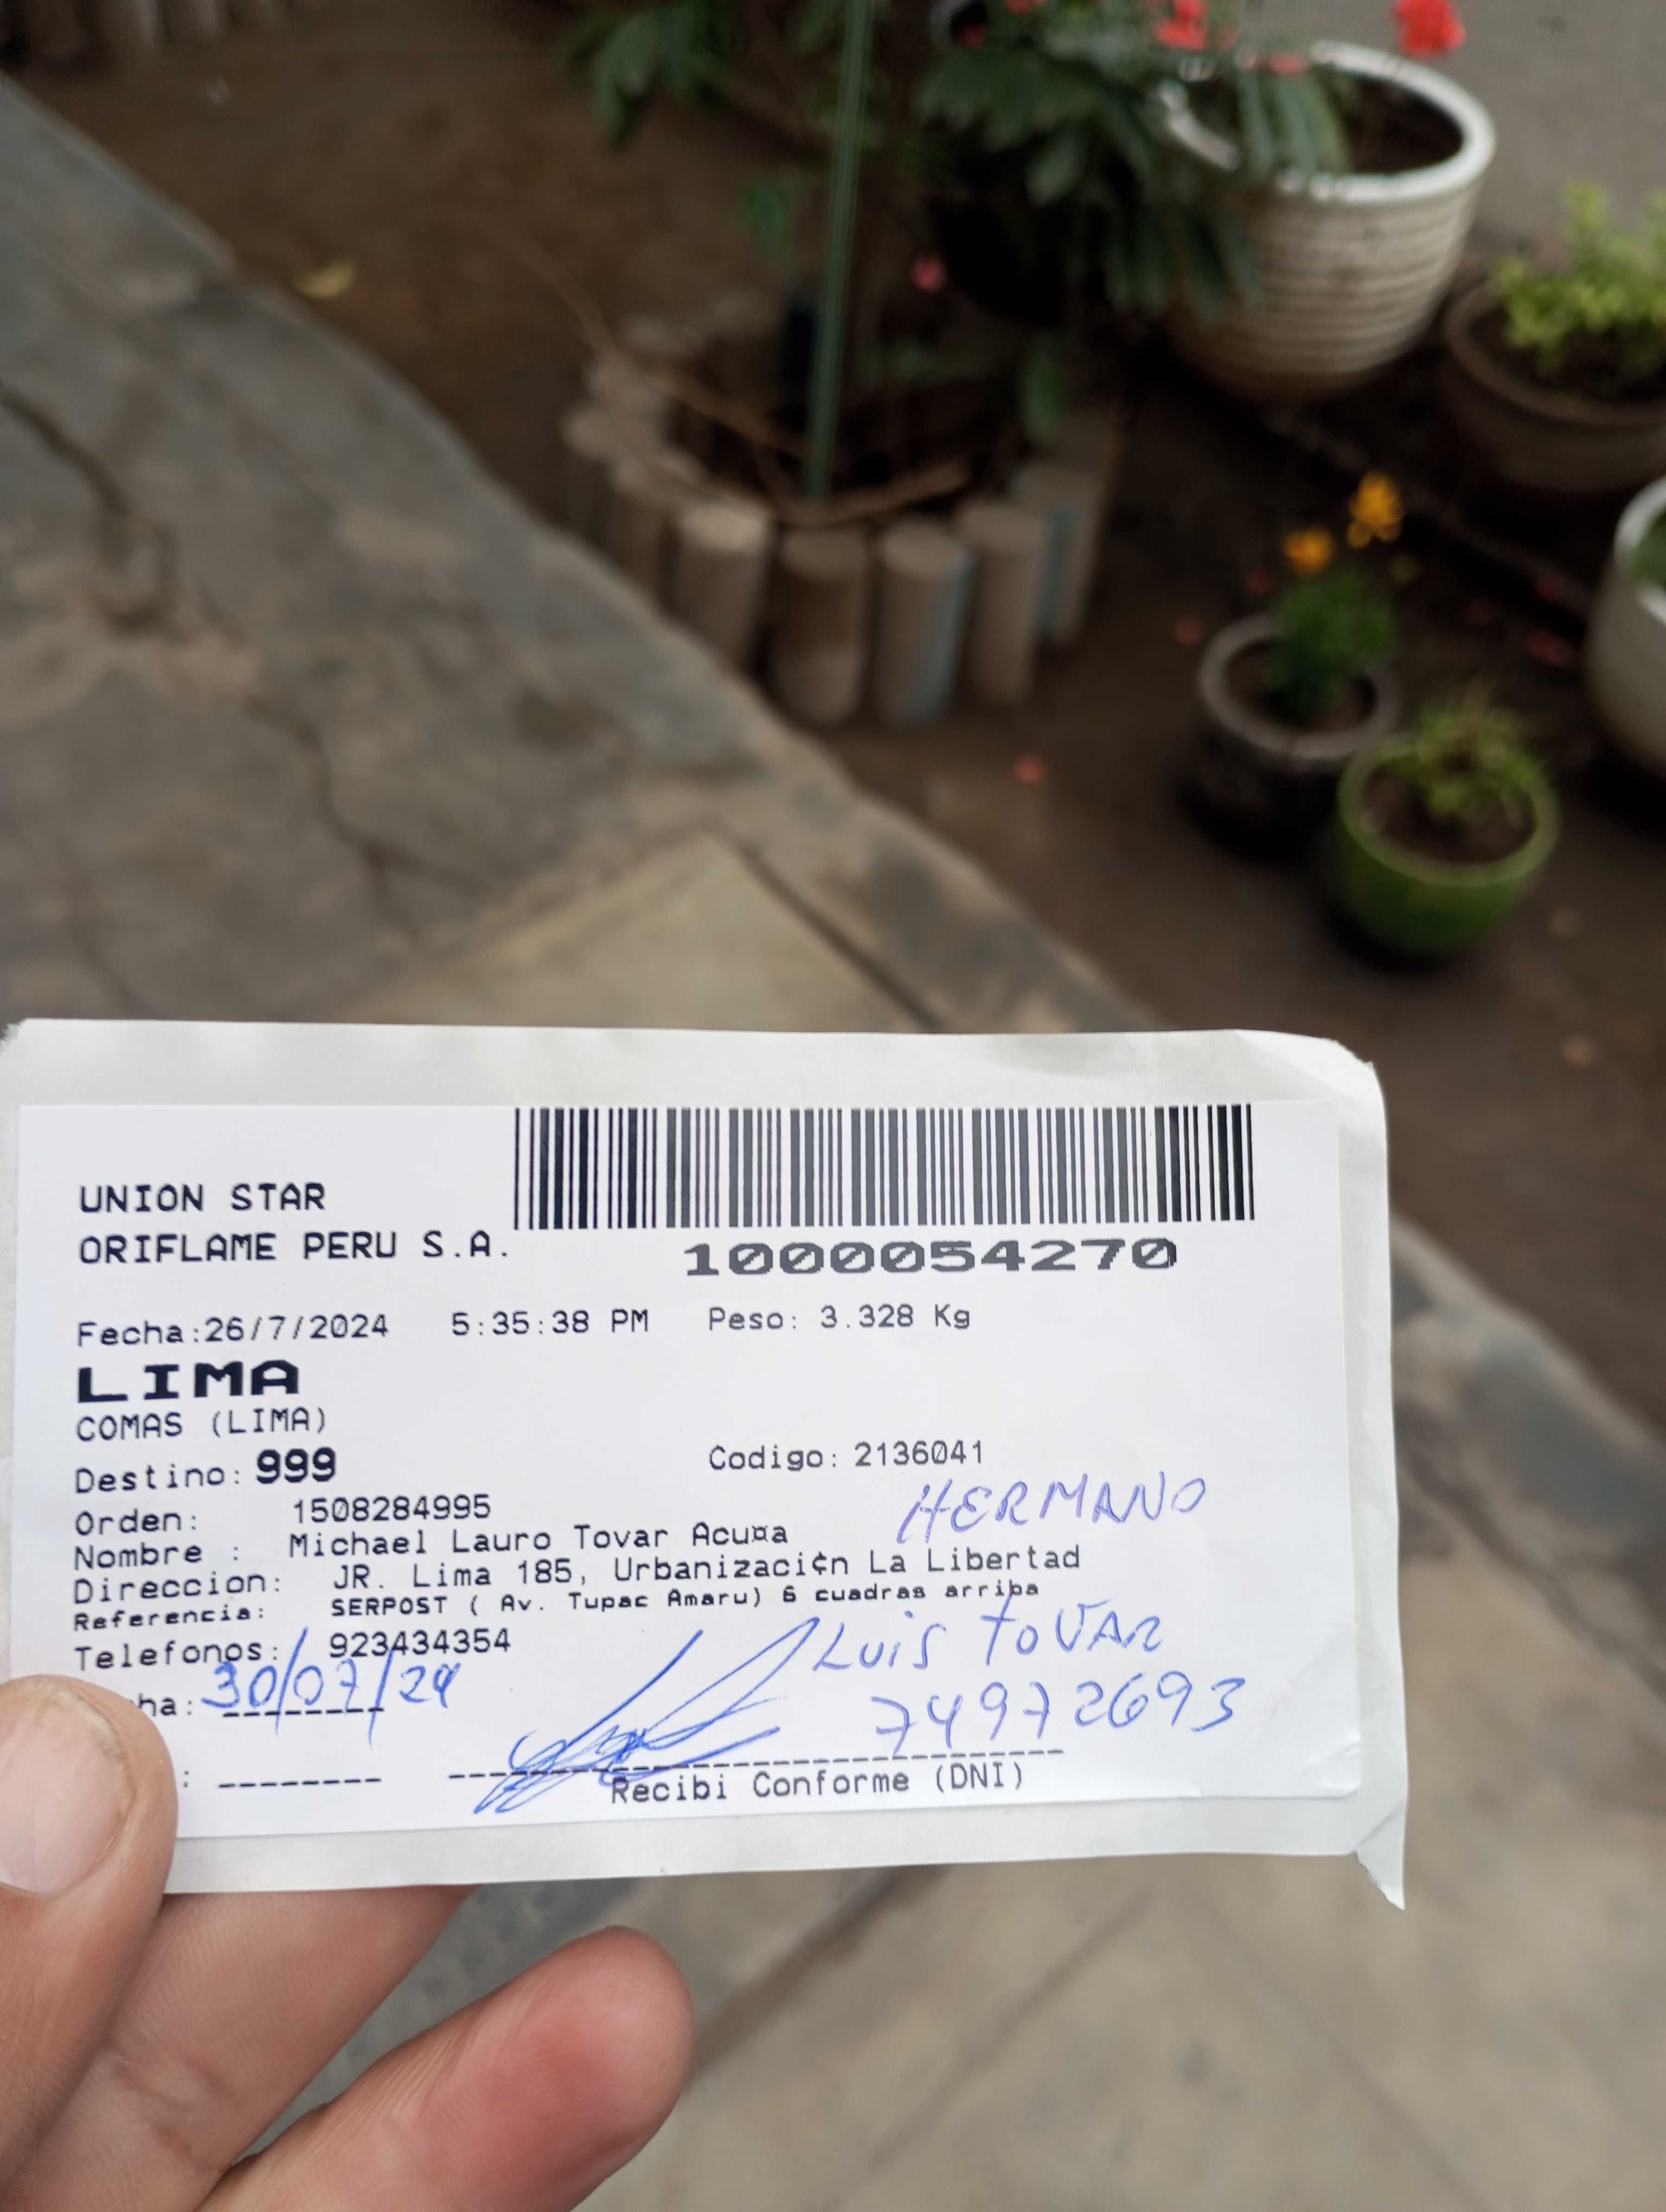 UNION STAR
ORIFLAME PERU S.A.
1000054270
Fecha:26/7/2024 5:35:38 PM Peso: 3.328 Kg
LIMA
COMAS (LIMA)
Destino: 999 Codigo: 2136041
HERMANO
Orden: 1508284995
Nombre : Michael Lauro Tovar Acu¤a
Direccion: JR. Lima 185, Urbanizaci¢n La Libertad
Referencia: SERPOST ( Av. Tupac Amaru) 6 cuadras arriba
Telefonos: 923434354
LUIS TOVAR
ha: 30/07/24
74972693
: --------
Recibi Conforme (DNI)